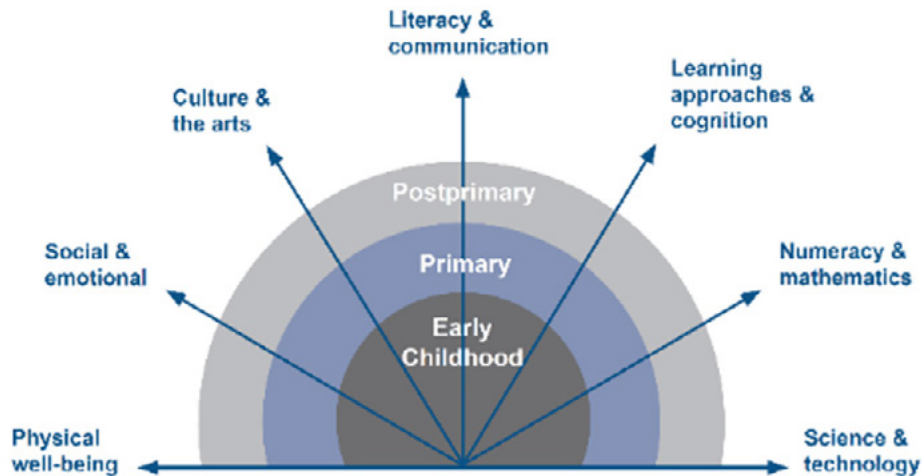 Literacy &
communication
Learning
approaches &
cognition
Culture &
the arts
Postprimary
Social &
emotional
Primary
Numeracy &
mathematics
Early
Childhood
Physical
well-being
Science &
technology